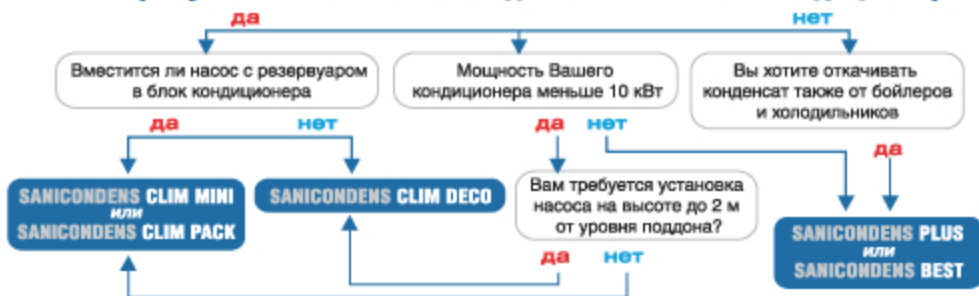 да
нет
Вместится ли насос с резервуаром
в блок кондиционера
Мощность Вашего
кондиционера меньше 10 кВт
Вы хотите откачивать
конденсат также от бойлеров
и холодильников
да
нет
да
нет
да
SANICONDENS CLIM MINI
или
SANICONDENS CLIM PACK
SANICONDENS CLIM DECO
Вам требуется установка
насоса на высоте до 2 м
от уровня поддона?
SANICONDENS PLUS
или
SANICONDENS BEST
да
нет